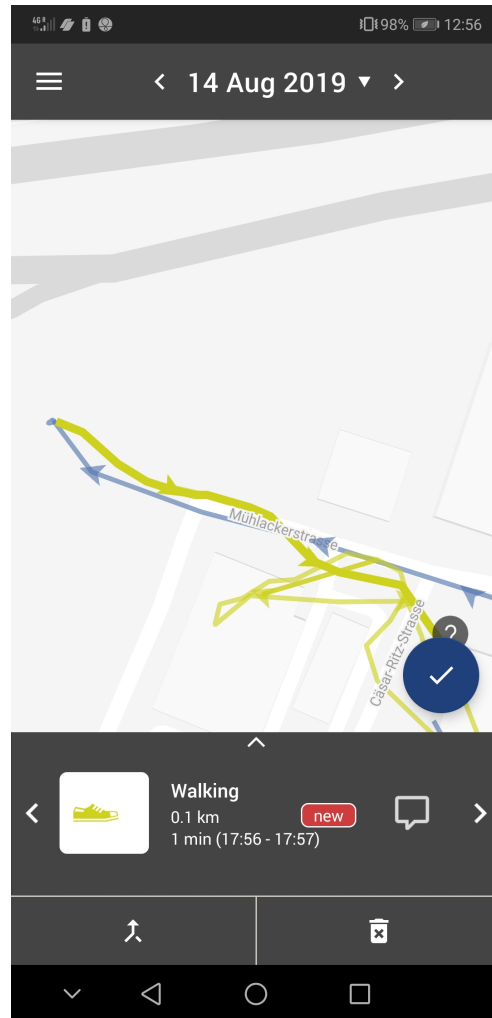 46 98% 12:56
14 Aug 2019
Mühlackerstrasse
Cäsar-Ritz-Strasse
?
Walking
0.1 km
new
1 min (17:56 - 17:57)